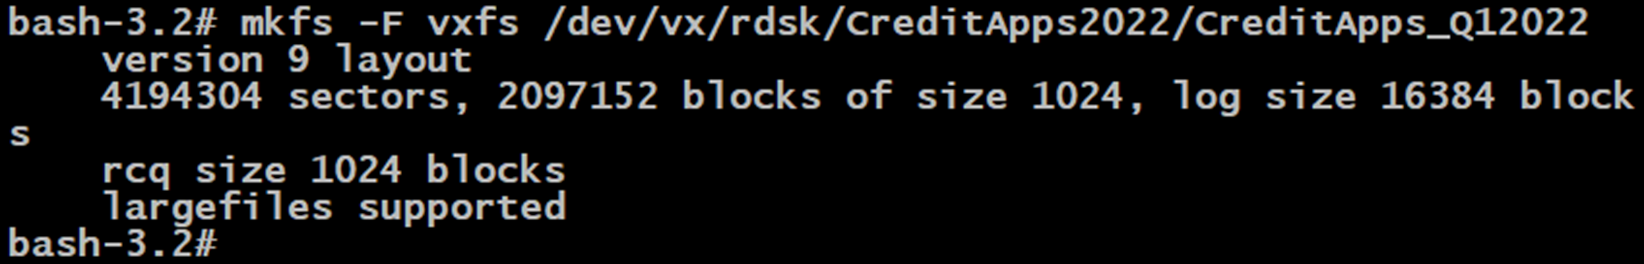 bash-3.2# mkfs -F vxfs /dev/vx/rdsk/CreditApps2022/CreditApps_Q12022
    version 9 layout
    4194304 sectors, 2097152 blocks of size 1024, log size 16384 block
s
    rcq size 1024 blocks
    largefiles supported
bash-3.2#